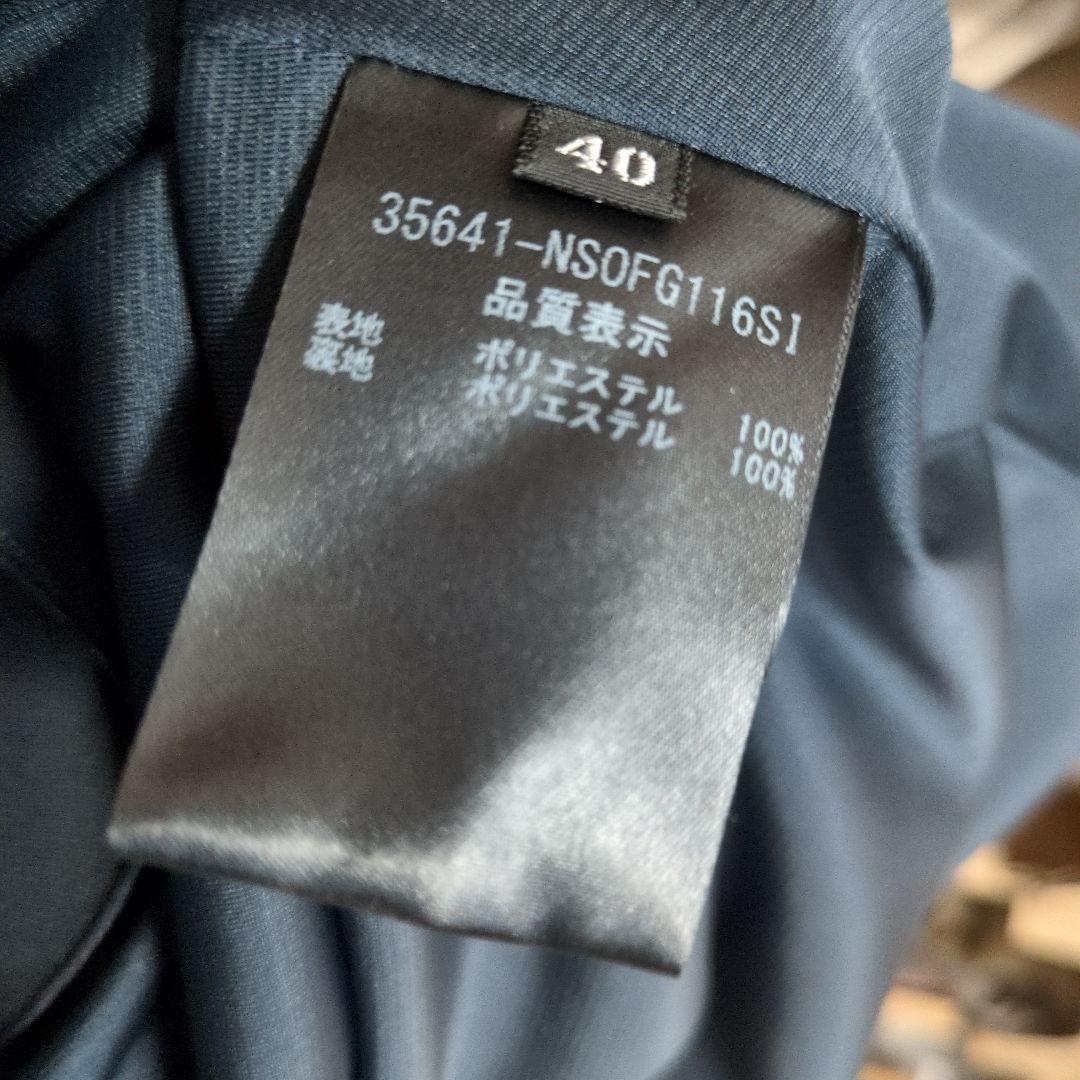 40
35641-NSOFG116SI
品質表示
表地 ポリエステル 100%
裏地 ポリエステル 100%